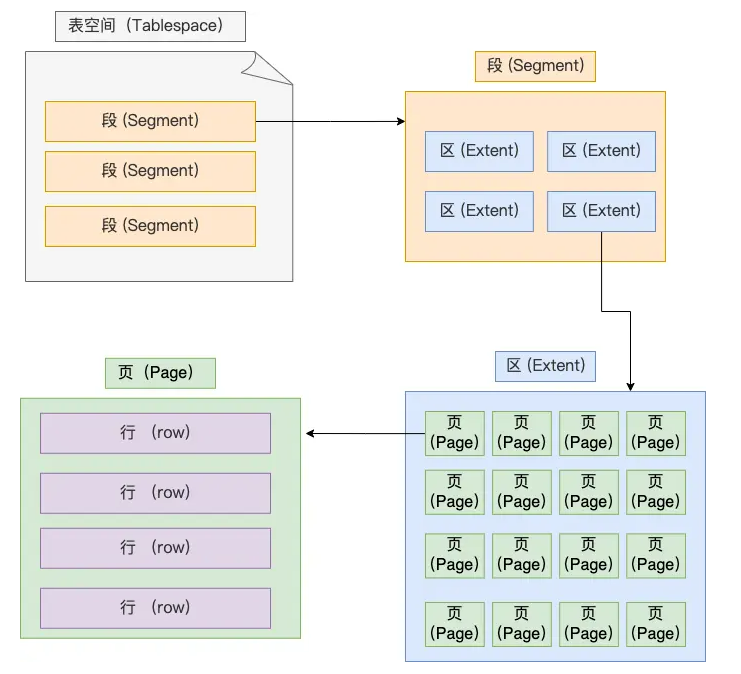 表空间（Tablespace）
段 (Segment)
段 (Segment)
段 (Segment)
段 (Segment)
区 (Extent)
区 (Extent)
区 (Extent)
区 (Extent)
区 (Extent)
页
(Page)
页
(Page)
页
(Page)
页
(Page)
页
(Page)
页
(Page)
页
(Page)
页
(Page)
页
(Page)
页
(Page)
页
(Page)
页
(Page)
页
(Page)
页
(Page)
页
(Page)
页
(Page)
页（Page）
行 （row）
行 （row）
行 （row）
行 （row）